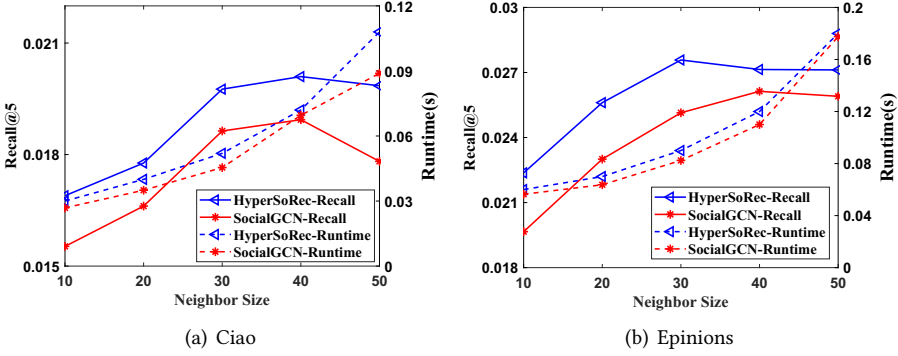 0.021
0.018
0.015
Recall@5
0.12
0.09
0.06
0.03
0
Runtime(s)
HyperSoRec-Recall
SocialGCN-Recall
HyperSoRec-Runtime
SocialGCN-Runtime
10 20 30 40 50
Neighbor Size
(a) Ciao
0.03
0.027
0.024
0.021
0.018
Recall@5
0.2
0.16
0.12
0.08
0.04
0
Runtime(s)
HyperSoRec-Recall
SocialGCN-Recall
HyperSoRec-Runtime
SocialGCN-Runtime
10 20 30 40 50
Neighbor Size
(b) Epinions